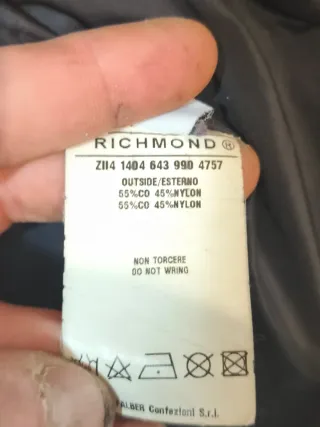 RICHMOND®
ZII4 1404 643 990 4757
OUTSIDE/ESTERNO
55%CO 45%NYLON
55%CO 45%NYLON
NON TORCERE
DO NOT WRING
Confezioni S.r.l.